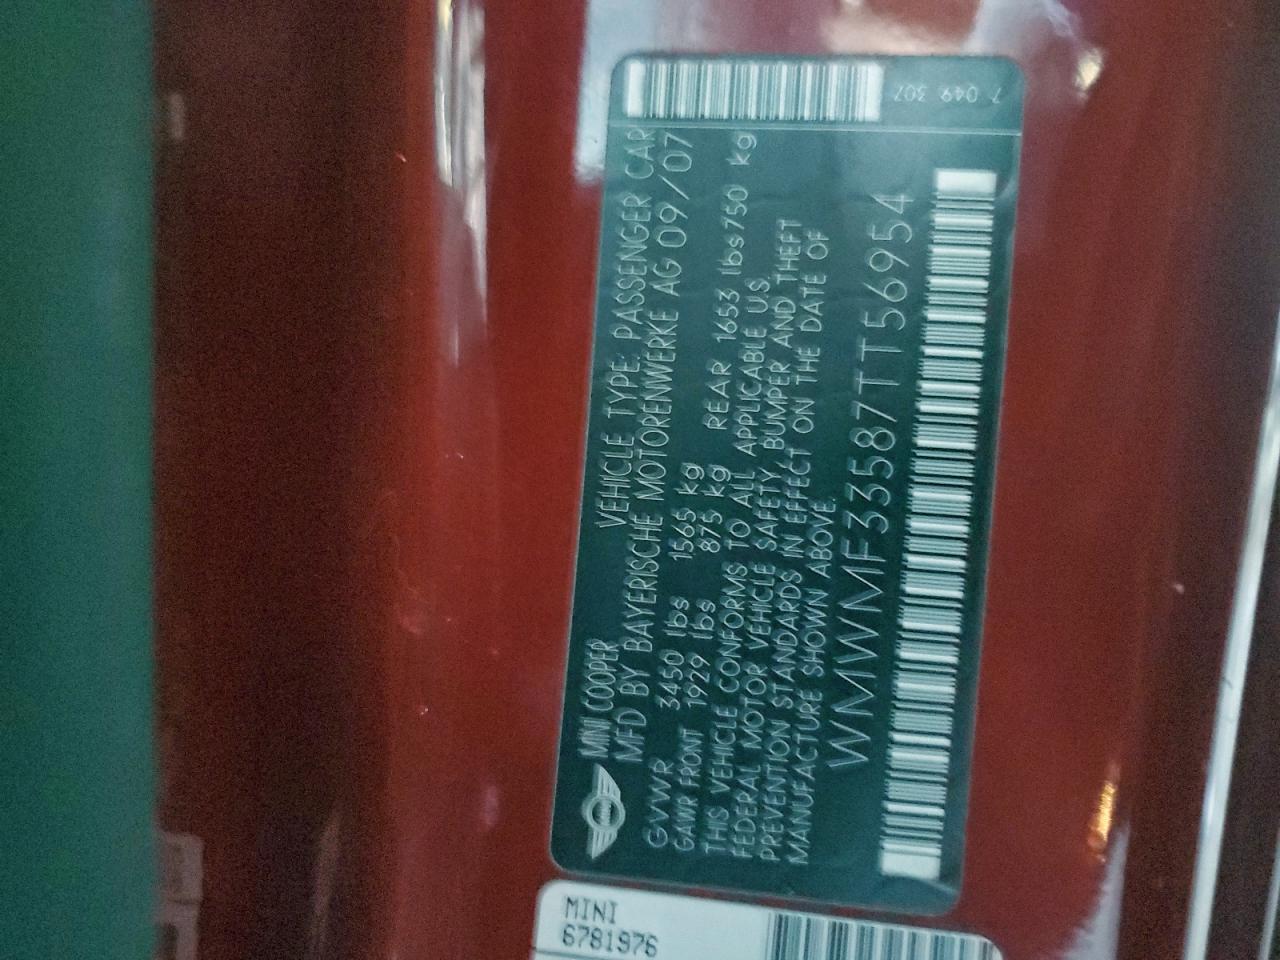 MINI COOPER VEHICLE TYPE: PASSENGER CAR
MFD BY BAYERISCHE MOTORENWERKE AG 09/07
GVWR 3450 lbs 1565 kg
GAWR FRONT 1929 lbs 875 kg REAR 1653 lbs 750 kg
THIS VEHICLE CONFORMS TO ALL APPLICABLE U.S.
FEDERAL MOTOR VEHICLE SAFETY, BUMPER AND THEFT
PREVENTION STANDARDS IN EFFECT ON THE DATE OF
MANUFACTURE SHOWN ABOVE.
WMWMF33587TT56954
7 049 307
MINI
6781976